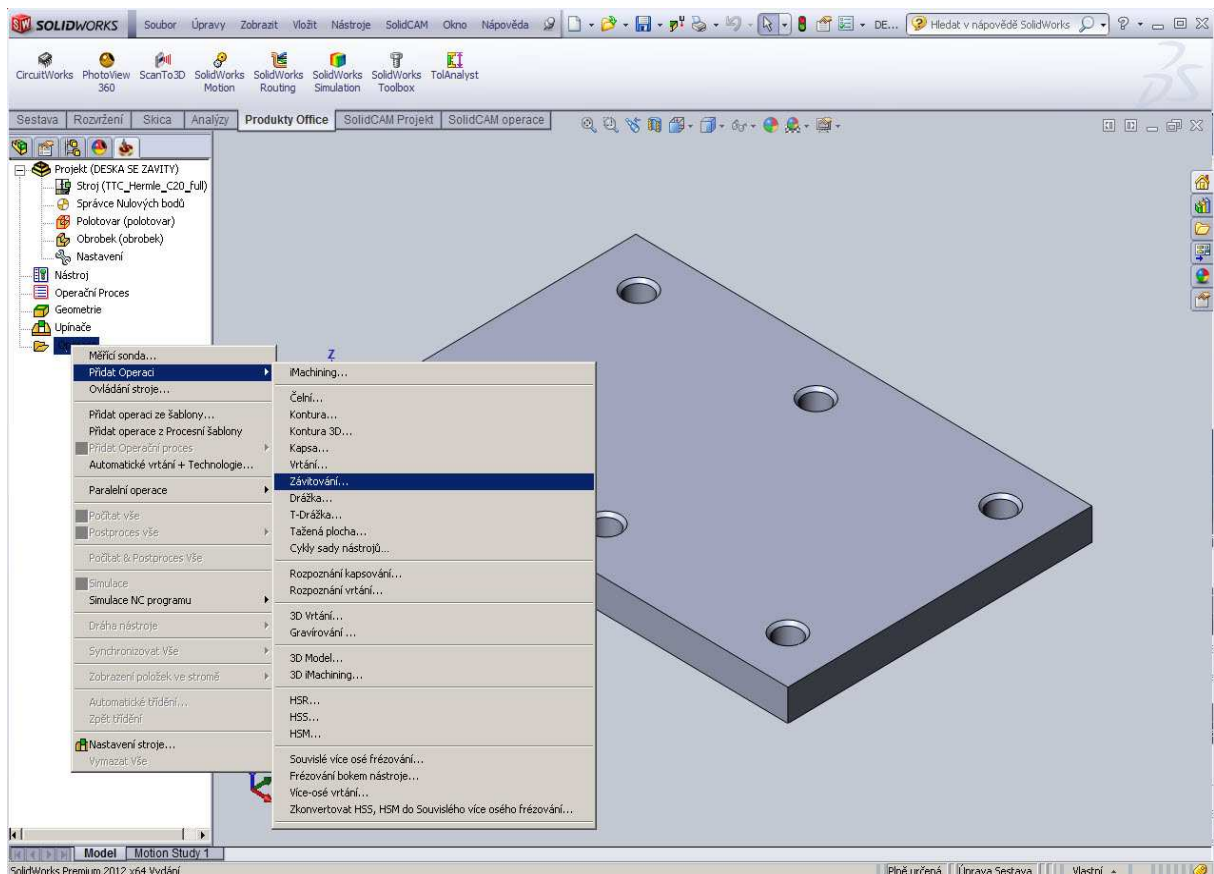 SOLIDWORKS Soubor Úpravy Zobrazit Vložit Nástroje SolidCAM Okno Nápověda DE... Hledat v nápovědě SolidWorks
CircuitWorks PhotoView 360 ScanTo3D SolidWorks Motion SolidWorks Routing SolidWorks Simulation SolidWorks Toolbox TolAnalyst
Sestava Rozvržení Skica Analýzy Produkty Office SolidCAM Projekt SolidCAM operace
Projekt (DESKA SE ZAVITY)
Stroj (TTC_Hermle_C20_full)
Správce Nulových bodů
Polotovar (polotovar)
Obrobek (obrobek)
Nastavení
Nástroj
Operační Proces
Geometrie
Upínače
Měřící sonda...
Přidat Operaci
Ovládání stroje...
Přidat operaci ze šablony...
Přidat operace z Procesní šablony
Přidat Operační proces
Automatické vrtání + Technologie...
Paralelní operace
Počítat vše
Postproces vše
Počítat & Postproces Vše
Simulace
Simulace NC programu
Dráha nástroje
Synchronizovat Vše
Zobrazení položek ve stromě
Automatické třídění...
Zpět třídění
Nastavení stroje...
Vymazat Vše
Z
iMachining...
Čelní...
Kontura...
Kontura 3D...
Kapsa...
Vrtání...
Závitování...
Drážka...
T-Drážka...
Tažená plocha...
Cykly sady nástrojů...
Rozpoznání kapsování...
Rozpoznání vrtání...
3D Vrtání...
Gravírování ...
3D Model...
3D iMachining...
HSR...
HSS...
HSM...
Souvislé více osé frézování...
Frézování bokem nástroje...
Více-osé vrtání...
Zkonvertovat HSS, HSM do Souvislého více osého frézování...
Model Motion Study 1
SolidWorks Premium 2012 x64 Vydání Plně určená Úprava Sestava Vlastní